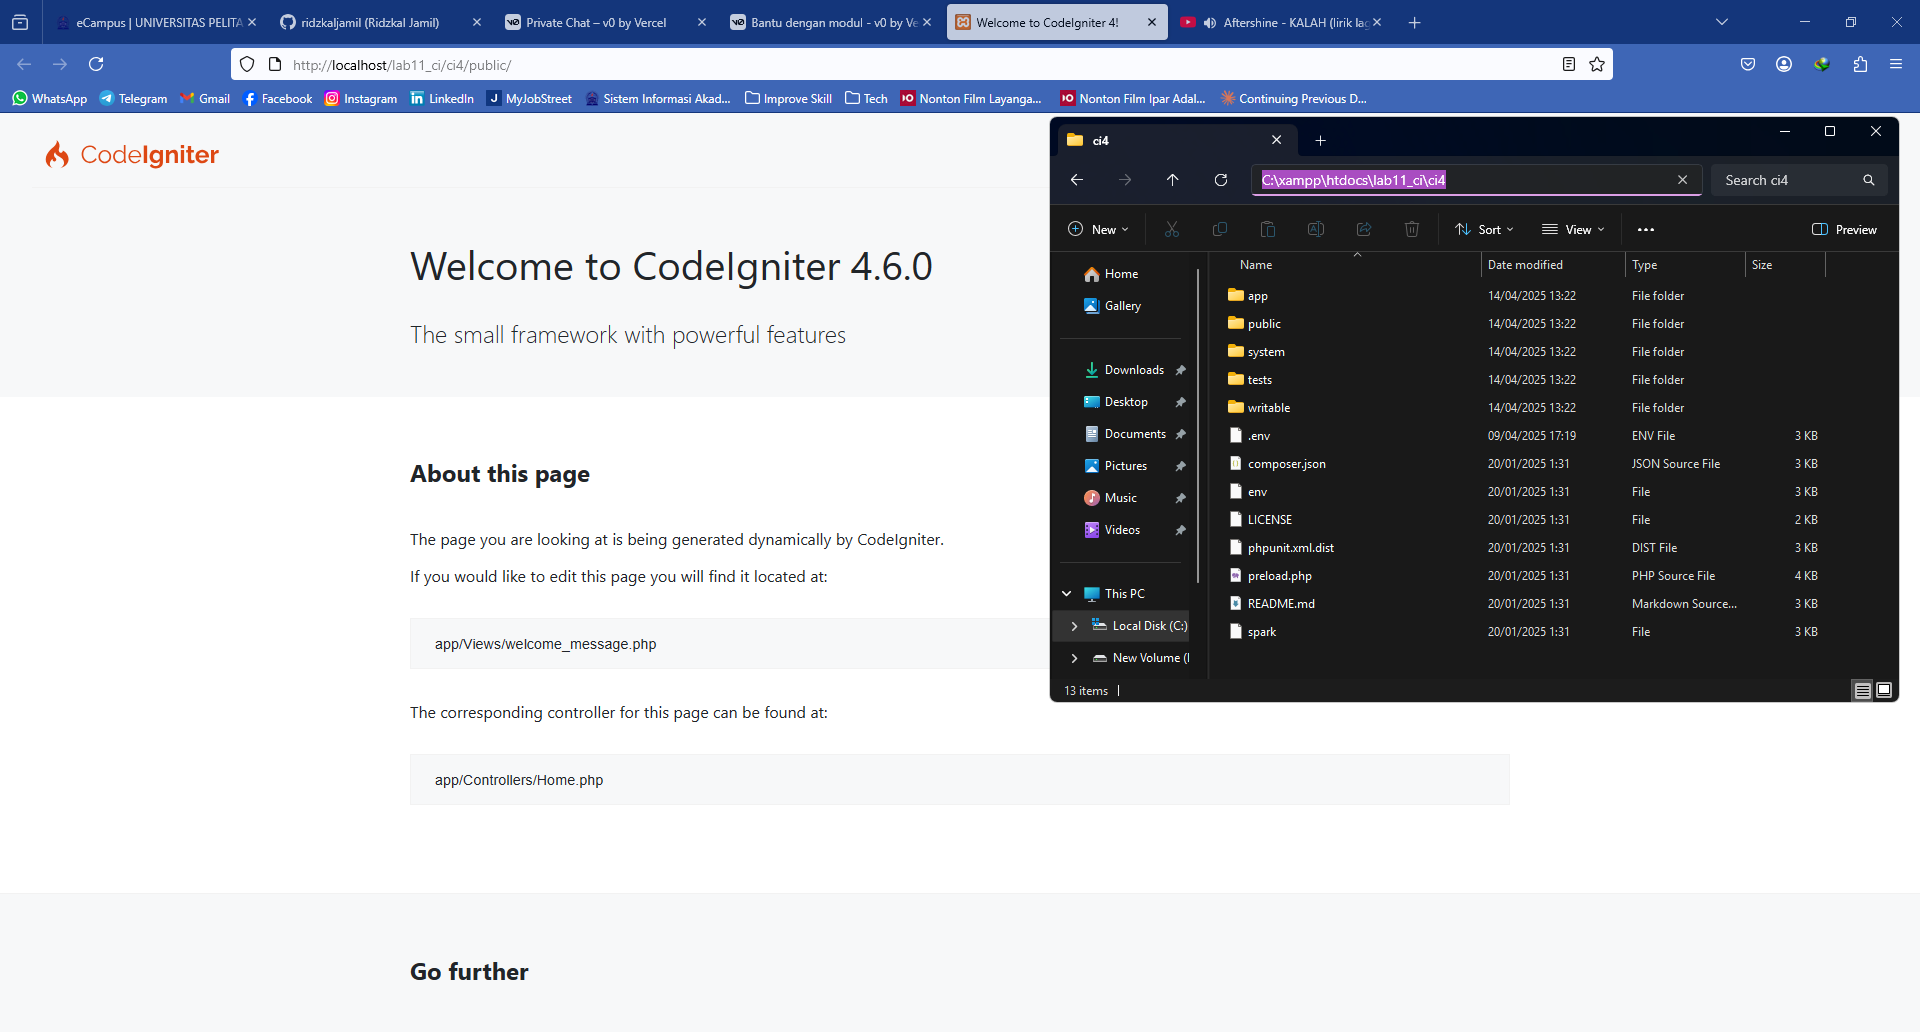 eCampus | UNIVERSITAS PELITA
ridzkaljamil (Ridzkal Jamil)
Private Chat – v0 by Vercel
Bantu dengan modul - v0 by Ve
Welcome to CodeIgniter 4!
Aftershine - KALAH (lirik lag
http://localhost/lab11_ci/ci4/public/
WhatsApp
Telegram
Gmail
Facebook
Instagram
LinkedIn
MyJobStreet
Sistem Informasi Akad...
Improve Skill
Tech
Nonton Film Layanga...
Nonton Film Ipar Adal...
Continuing Previous D...
CodeIgniter
Welcome to CodeIgniter 4.6.0
The small framework with powerful features
About this page
The page you are looking at is being generated dynamically by CodeIgniter.
If you would like to edit this page you will find it located at:
app/Views/welcome_message.php
The corresponding controller for this page can be found at:
app/Controllers/Home.php
Go further
ci4
C:\xampp\htdocs\lab11_ci\ci4
Search ci4
New
Sort
View
Preview
Home
Gallery
Downloads
Desktop
Documents
Pictures
Music
Videos
This PC
Local Disk (C:)
New Volume (
Name Date modified Type Size
app 14/04/2025 13:22 File folder
public 14/04/2025 13:22 File folder
system 14/04/2025 13:22 File folder
tests 14/04/2025 13:22 File folder
writable 14/04/2025 13:22 File folder
.env 09/04/2025 17:19 ENV File 3 KB
composer.json 20/01/2025 1:31 JSON Source File 3 KB
env 20/01/2025 1:31 File 3 KB
LICENSE 20/01/2025 1:31 File 2 KB
phpunit.xml.dist 20/01/2025 1:31 DIST File 3 KB
preload.php 20/01/2025 1:31 PHP Source File 4 KB
README.md 20/01/2025 1:31 Markdown Source... 3 KB
spark 20/01/2025 1:31 File 3 KB
13 items